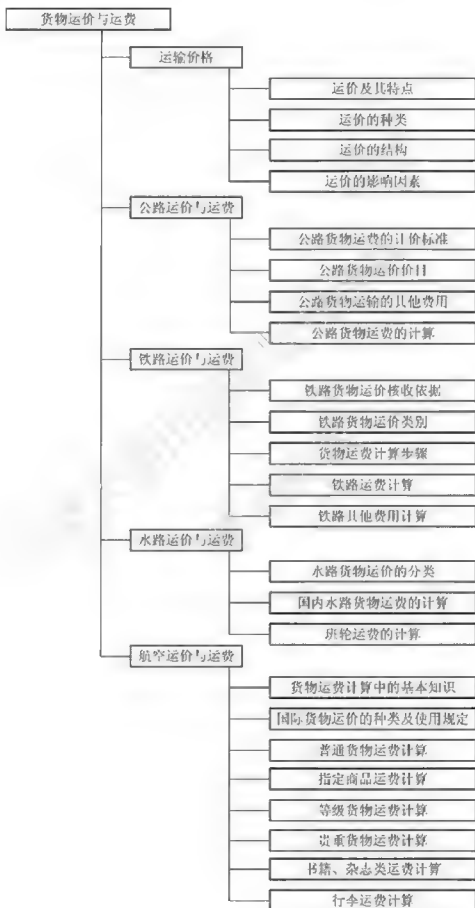 货物运价与运费
运输价格
运价及其特点
运价的种类
运价的结构
运价的影响因素
公路运价与运费
公路货物运费的计价标准
公路货物运价价目
公路货物运输的其他费用
公路货物运费的计算
铁路运价与运费
铁路货物运价核收依据
铁路货物运价类别
货物运费计算步骤
铁路运费计算
铁路其他费用计算
水路运价与运费
水路货物运价的分类
国内水路货物运费的计算
班轮运费的计算
航空运价与运费
货物运费计算中的基本知识
国际货物运价的种类及使用规定
普通货物运费计算
指定商品运费计算
等级货物运费计算
贵重货物运费计算
书籍、杂志类运费计算
行李运费计算